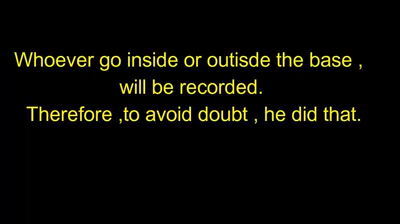 Whoever go inside or outisde the base ,
will be recorded.
Therefore ,to avoid doubt , he did that.